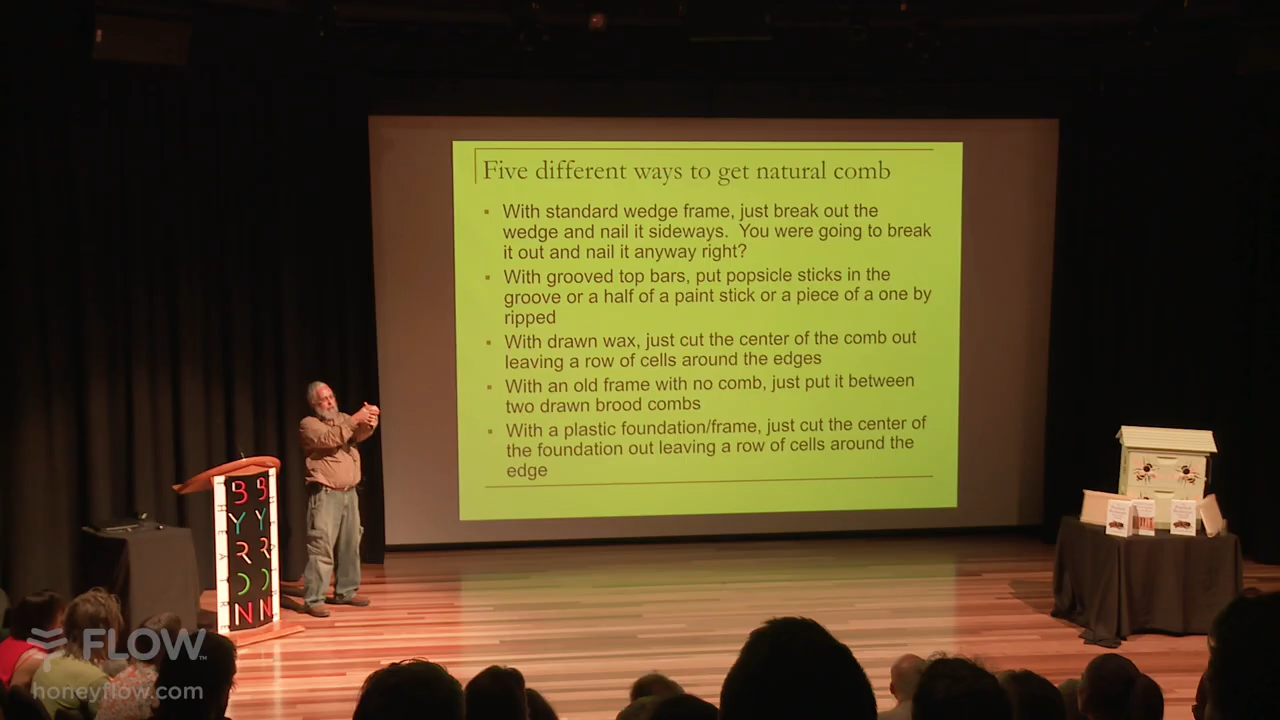 Five different ways to get natural comb
With standard wedge frame, just break out the
wedge and nail it sideways. You were going to break
it out and nail it anyway right?
With grooved top bars, put popsicle sticks in the
groove or a half of a paint stick or a piece of a one by
ripped
With drawn wax, just cut the center of the comb out
leaving a row of cells around the edges
With an old frame with no comb, just put it between
two drawn brood combs
With a plastic foundation/frame, just cut the center of
the foundation out leaving a row of cells around the
edge
BYRON
BYRON
THEATRE
FLOW™
honeyflow.com